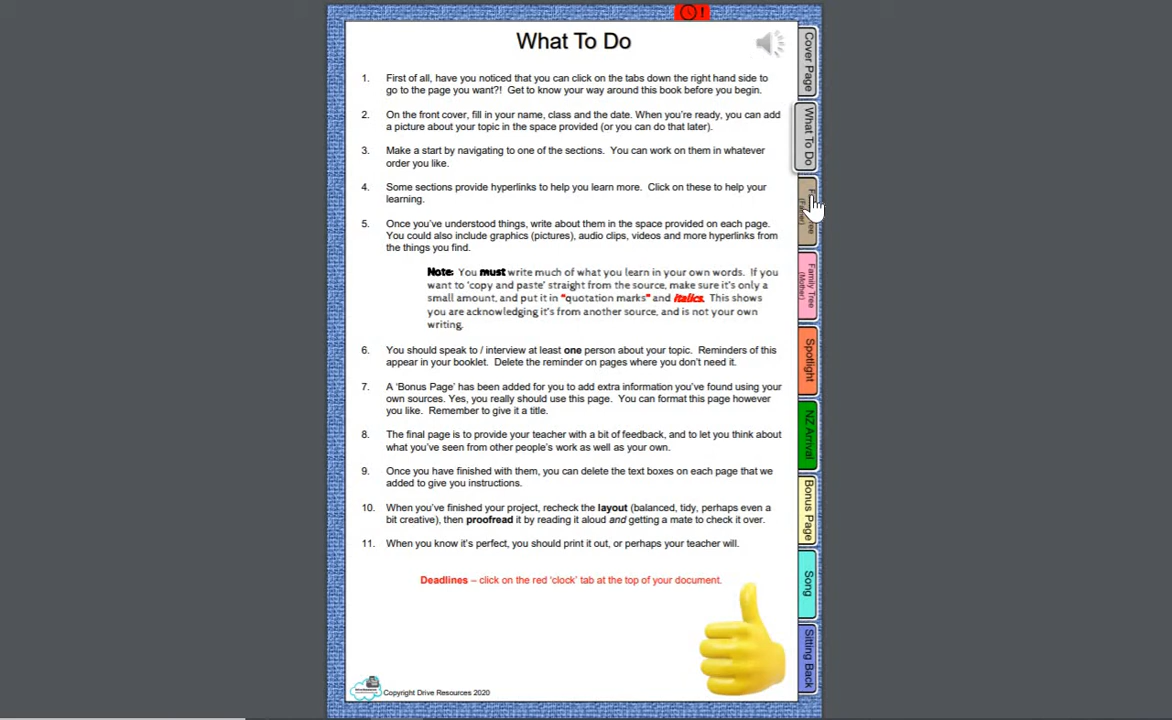 !
What To Do
1. First of all, have you noticed that you can click on the tabs down the right hand side to
go to the page you want?! Get to know your way around this book before you begin.
2. On the front cover, fill in your name, class and the date. When you're ready, you can add
a picture about your topic in the space provided (or you can do that later).
3. Make a start by navigating to one of the sections. You can work on them in whatever
order you like.
4. Some sections provide hyperlinks to help you learn more. Click on these to help your
learning.
5. Once you've understood things, write about them in the space provided on each page.
You could also include graphics (pictures), audio clips, videos and more hyperlinks from
the things you find.
Note: You must write much of what you learn in your own words. If you
want to 'copy and paste' straight from the source, make sure it's only a
small amount, and put it in "quotation marks" and italics. This shows
you are acknowledging it's from another source, and is not your own
writing.
6. You should speak to / interview at least one person about your topic. Reminders of this
appear in your booklet. Delete the reminder on pages where you don't need it.
7. A 'Bonus Page' has been added for you to add extra information you've found using your
own sources. Yes, you really should use this page. You can format this page however
you like. Remember to give it a title.
8. The final page is to provide your teacher with a bit of feedback, and to let you think about
what you've seen from other people's work as well as your own.
9. Once you have finished with them, you can delete the text boxes on each page that we
added to give you instructions.
10. When you've finished your project, recheck the layout (balanced, tidy, perhaps even a
bit creative), then proofread it by reading it aloud and getting a mate to check it over.
11. When you know it's perfect, you should print it out, or perhaps your teacher will.
Deadlines – click on the red 'clock' tab at the top of your document.
Copyright Drive Resources 2020
Cover Page
What To Do
(Father)
Family Tree
(Mother)
Spotlight
NZ Arrival
Bonus Page
Song
Sitting Back